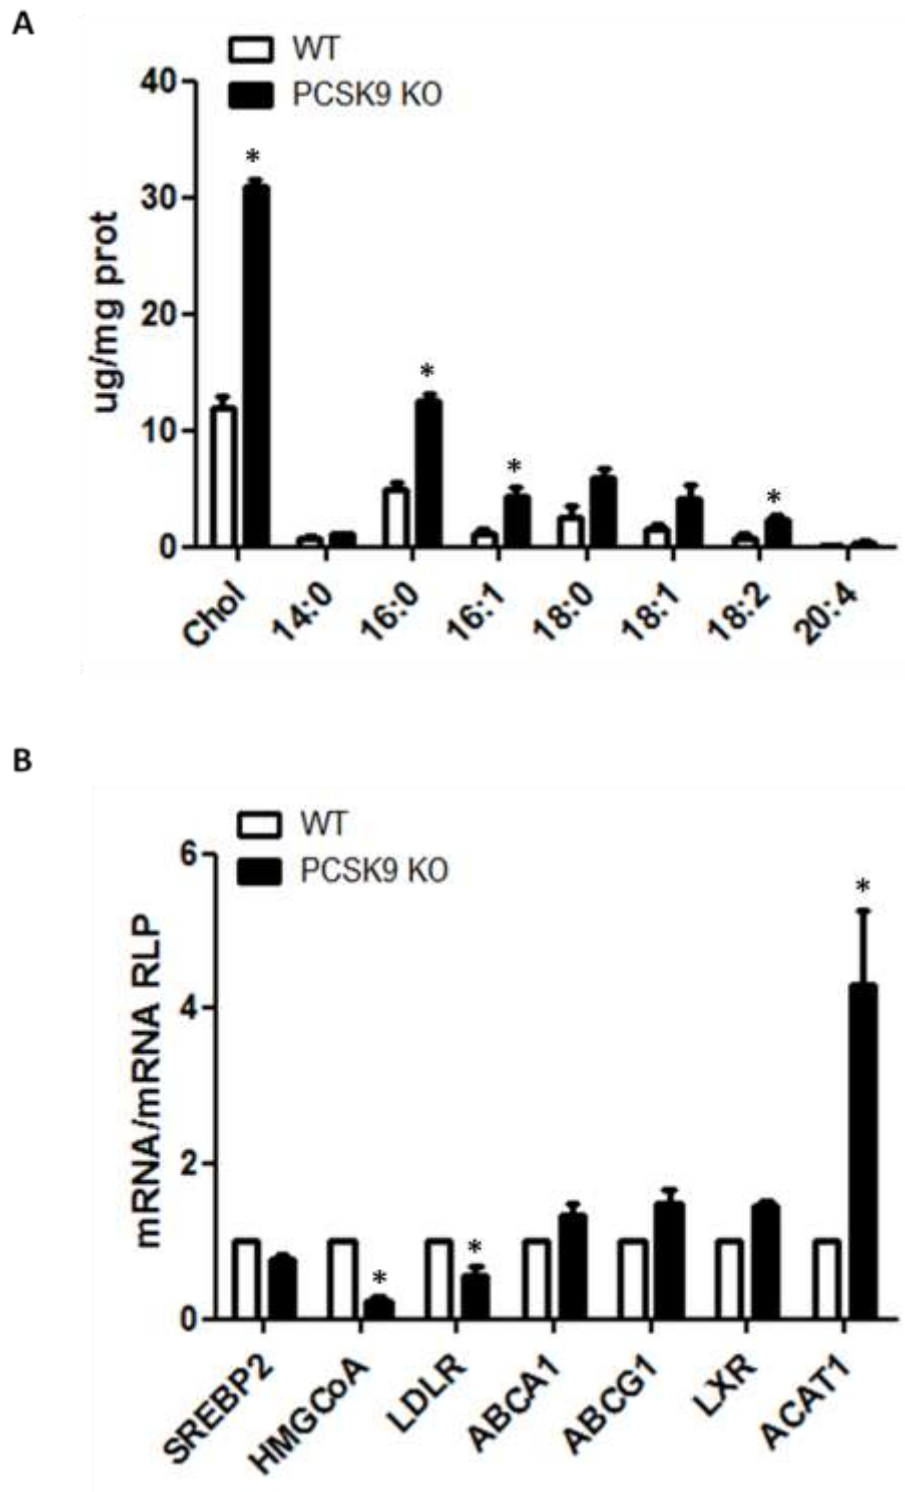 A
WT
PCSK9 KO
40
30
20
10
0
ug/mg prot
*
*
*
*
Chol
14:0
16:0
16:1
18:0
18:1
18:2
20:4
B
WT
PCSK9 KO
6
4
2
0
mRNA/mRNA RLP
*
*
*
SREBP2
HMGCoA
LDLR
ABCA1
ABCG1
LXR
ACAT1